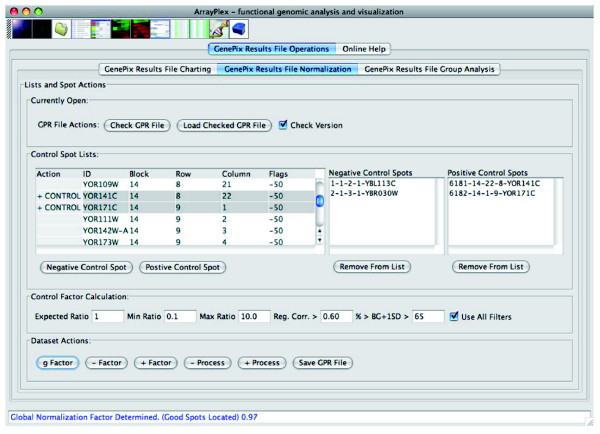 ArrayPlex - functional genomic analysis and visualization
GenePix Results File Operations Online Help
GenePix Results File Charting GenePix Results File Normalization GenePix Results File Group Analysis
Lists and Spot Actions
Currently Open:
GPR File Actions: Check GPR File Load Checked GPR File Check Version
Control Spot Lists:
Action ID Block Row Column Flags
YOR109W 14 8 21 -50
+ CONTROL YOR141C 14 8 22 -50
+ CONTROL YOR171C 14 9 1 -50
YOR111W 14 9 2 -50
YOR142W-A 14 9 3 -50
YOR173W 14 9 4 -50
Negative Control Spots
1-1-2-1-YBL113C
2-1-3-1-YBR030W
Positive Control Spots
6181-14-22-8-YOR141C
6182-14-1-9-YOR171C
Negative Control Spot Postive Control Spot Remove From List Remove From List
Control Factor Calculation:
Expected Ratio 1 Min Ratio 0.1 Max Ratio 10.0 Reg. Corr. > 0.60 % > BG+1SD > 65 Use All Filters
Dataset Actions:
g Factor - Factor + Factor - Process + Process Save GPR File
Global Normalization Factor Determined. (Good Spots Located) 0.97